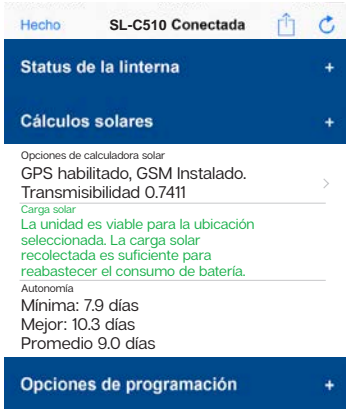 Hecho SL-C510 Conectada
Status de la linterna +
Cálculos solares +
Opciones de calculadora solar
GPS habilitado, GSM Instalado.
Transmisibilidad 0.7411
Carga solar
La unidad es viable para la ubicación
seleccionada. La carga solar
recolectada es suficiente para
reabastecer el consumo de batería.
Autonomía
Mínima: 7.9 días
Mejor: 10.3 días
Promedio 9.0 días
Opciones de programación +